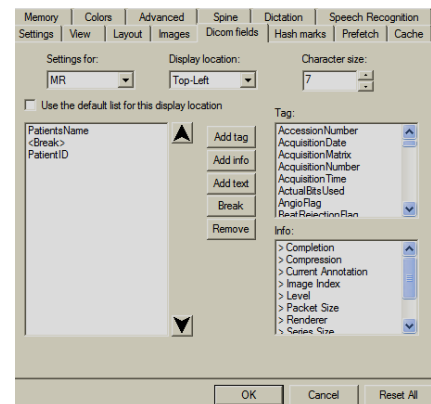 Memory Colors Advanced Spine Dictation Speech Recognition
Settings View Layout Images Dicom fields Hash marks Prefetch Cache
Settings for: Display location: Character size:
MR Top-Left 7
Use the default list for this display location
Tag:
PatientsName
<Break>
PatientID
Add tag
Add info
Add text
Break
Remove
AccessionNumber
AcquisitionDate
AcquisitionMatrix
AcquisitionNumber
AcquisitionTime
ActualBitsUsed
AngioFlag
BeatRejectionFlag
Info:
> Completion
> Compression
> Current Annotation
> Image Index
> Level
> Packet Size
> Renderer
> Series Size
OK Cancel Reset All